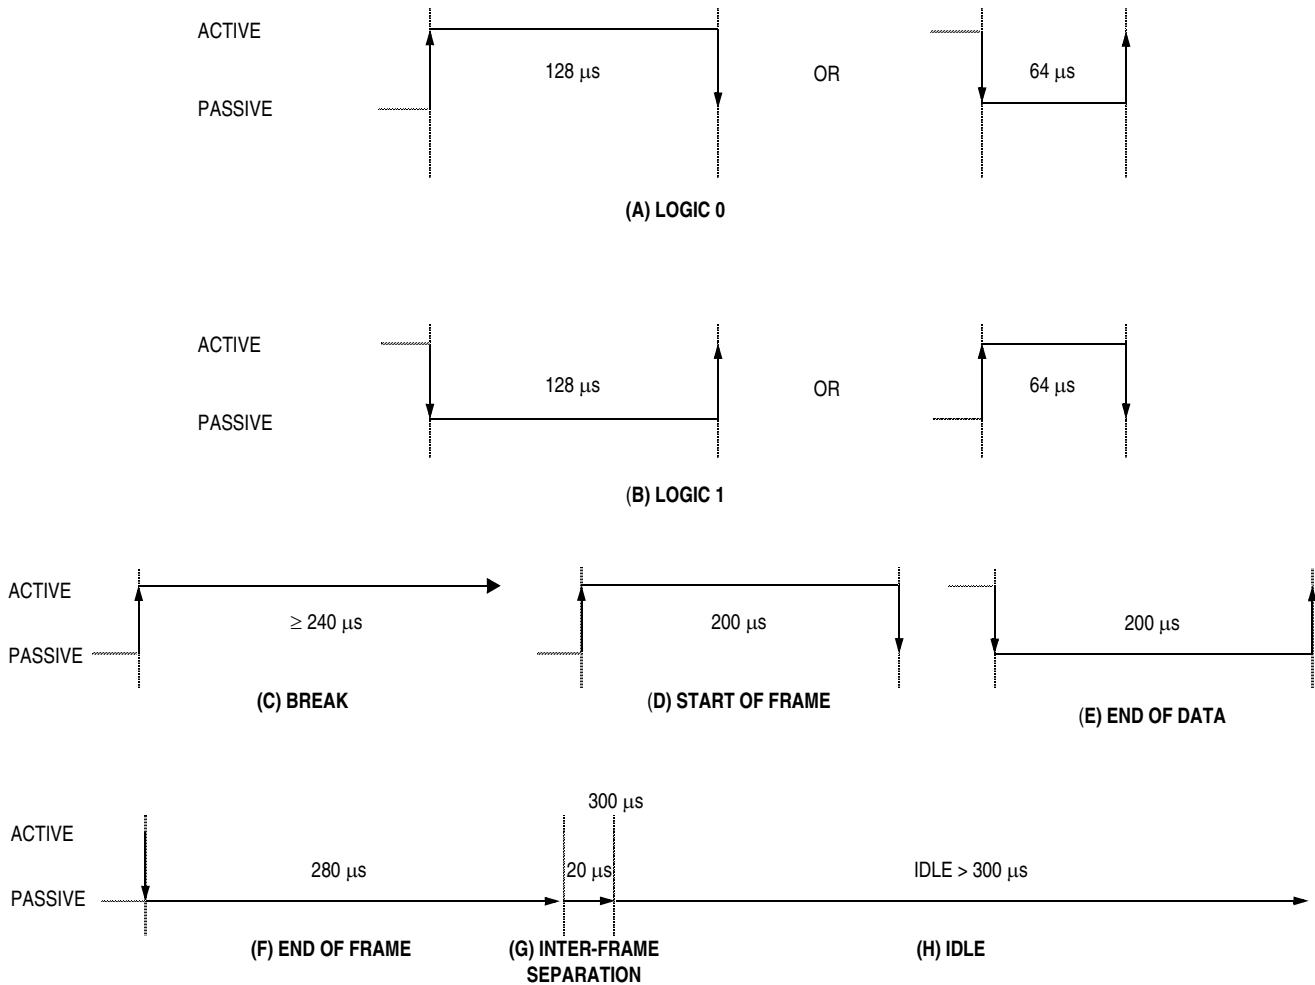 ACTIVE
128 μs
OR
64 μs
PASSIVE
(A) LOGIC 0
ACTIVE
128 μs
OR
64 μs
PASSIVE
(B) LOGIC 1
ACTIVE
≥ 240 μs
200 μs
200 μs
PASSIVE
(C) BREAK
(D) START OF FRAME
(E) END OF DATA
300 μs
ACTIVE
280 μs
20 μs
IDLE > 300 μs
PASSIVE
(F) END OF FRAME
(G) INTER-FRAME
SEPARATION
(H) IDLE